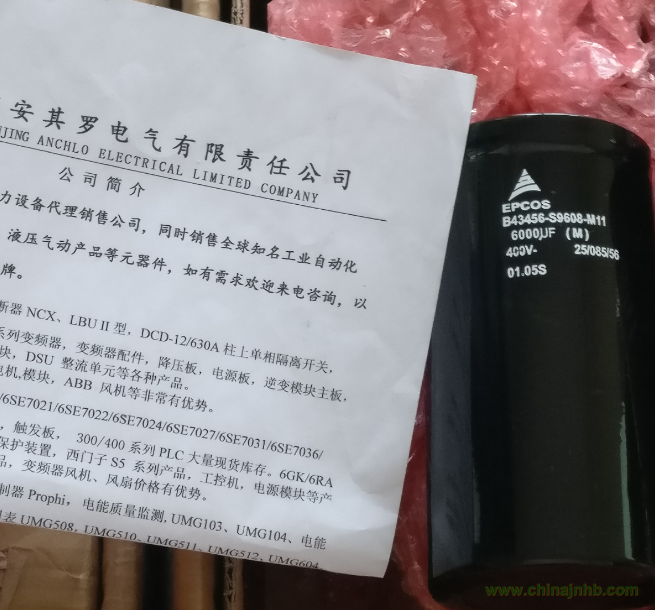 安其罗电气有限责任公司
JING ANCHLO ELECTRICAL LIMITED COMPANY
公司简介
力设备代理销售公司，同时销售全球知名工业自动化
液压气动产品等元器件，如有需求欢迎来电咨询，以
牌。
断器 NCX、LBU II 型，DCD-12/630A 柱上单相隔离开关，
系列变频器，变频器配件，降压板，电源板，逆变模块主板，
块，DSU 整流单元等各种产品。
电机,模块，ABB 风机等非常有优势。
/6SE7021/6SE7022/6SE7024/6SE7027/6SE7031/6SE7036/
，触发板， 300/400 系列 PLC 大量现货库存。6GK/6RA
保护装置，西门子 S5 系列产品，工控机，电源模块等产
品，变频器风机、风扇价格有优势。
制器 Prophi，电能质量监测,UMG103、UMG104、电能
表 UMG508、UMG510、UMG511、UMG512、UMG604
EPCOS
B43456-S9608-M11
6000µF (M)
400V- 25/085/56
01.05S
www.chinajnhb.com